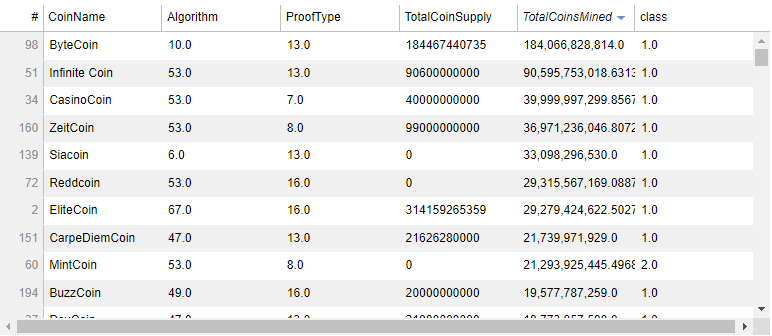 # CoinName Algorithm ProofType TotalCoinSupply TotalCoinsMined class
98 ByteCoin 10.0 13.0 184467440735 184,066,828,814.0 1.0
51 Infinite Coin 53.0 13.0 90600000000 90,595,753,018.6313 1.0
34 CasinoCoin 53.0 7.0 40000000000 39,999,997,299.8567 1.0
160 ZeitCoin 53.0 8.0 99000000000 36,971,236,046.8072 1.0
139 Siacoin 6.0 13.0 0 33,098,296,530.0 1.0
72 Reddcoin 53.0 16.0 0 29,315,567,169.0887 1.0
2 EliteCoin 67.0 16.0 314159265359 29,279,424,622.5027 1.0
151 CarpeDiemCoin 47.0 13.0 21626280000 21,739,971,929.0 1.0
60 MintCoin 53.0 8.0 0 21,293,925,445.4968 2.0
194 BuzzCoin 49.0 16.0 20000000000 19,577,787,259.0 1.0